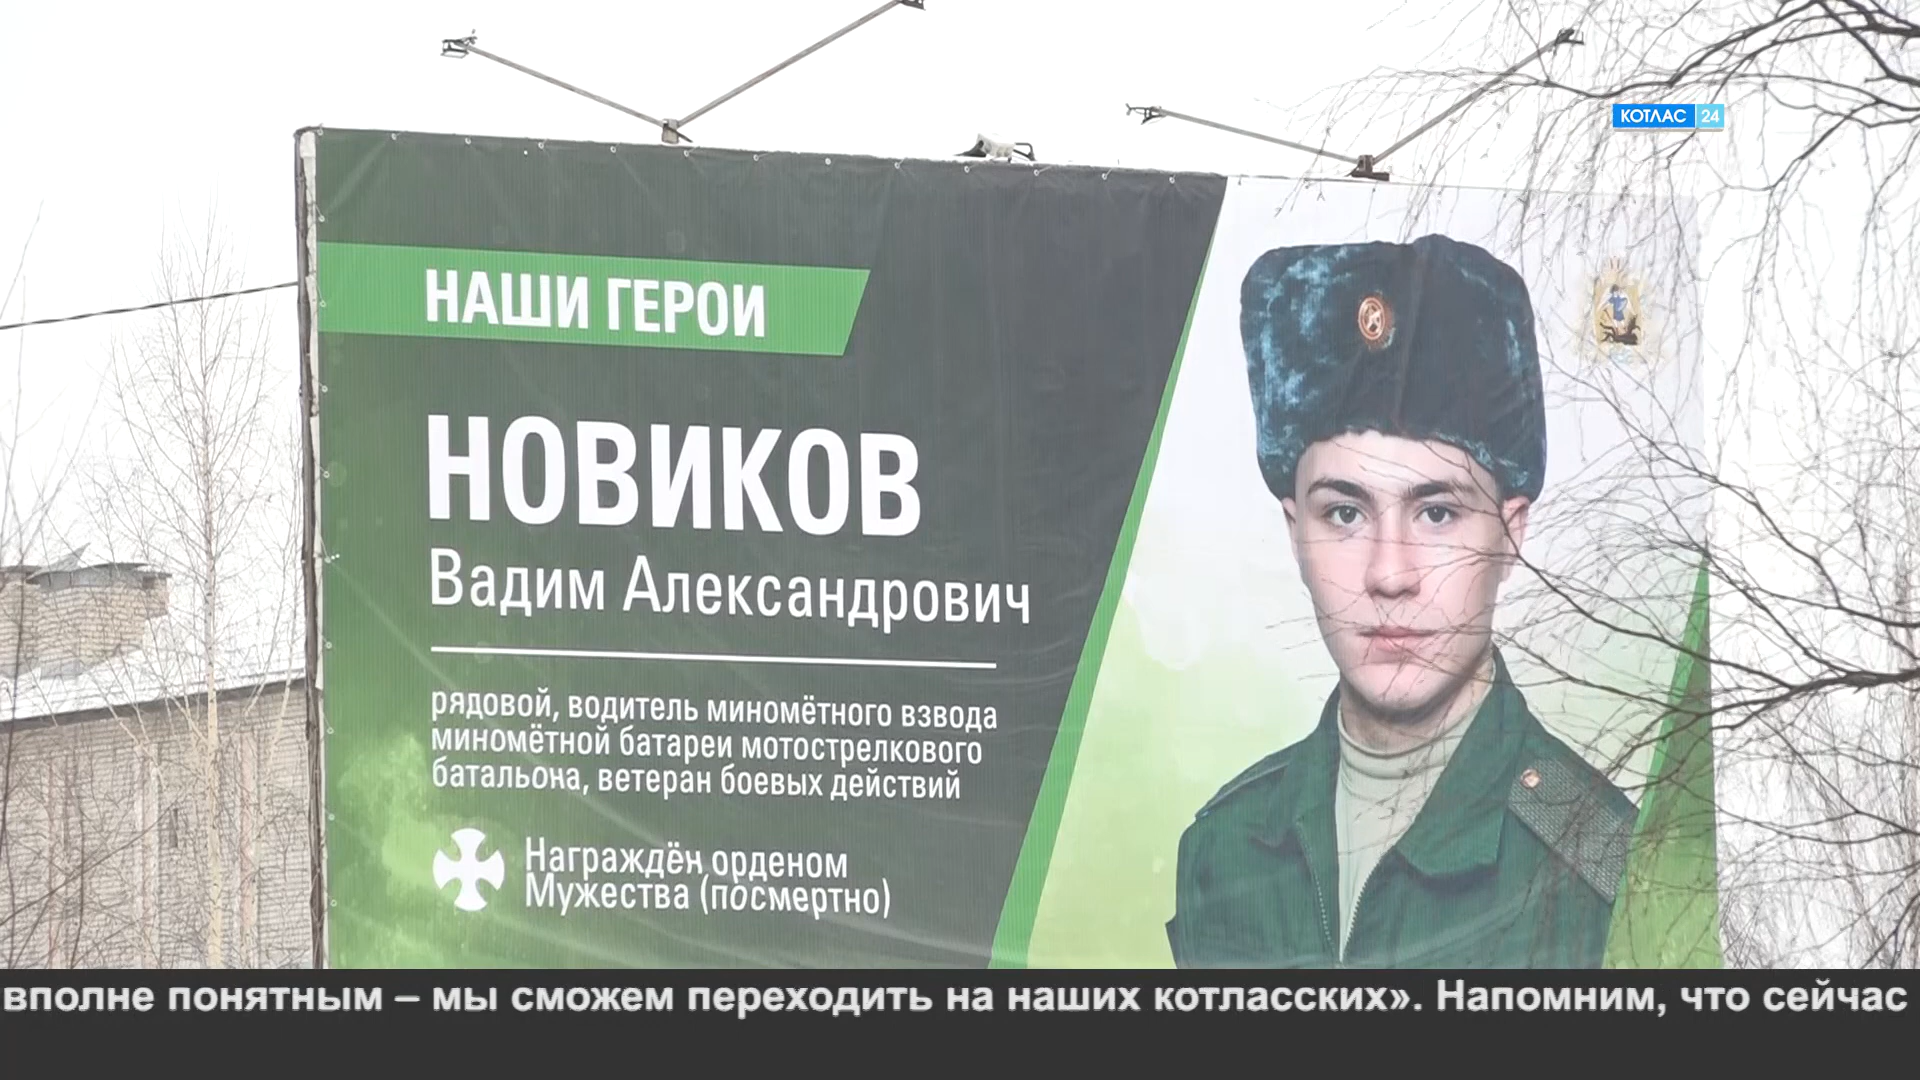 КОТЛАС 24
НАШИ ГЕРОИ
НОВИКОВ
Вадим Александрович
рядовой, водитель миномётного взвода
миномётной батареи мотострелкового
батальона, ветеран боевых действий
Награждён орденом
Мужества (посмертно)
вполне понятным – мы сможем переходить на наших котласских». Напомним, что сейчас